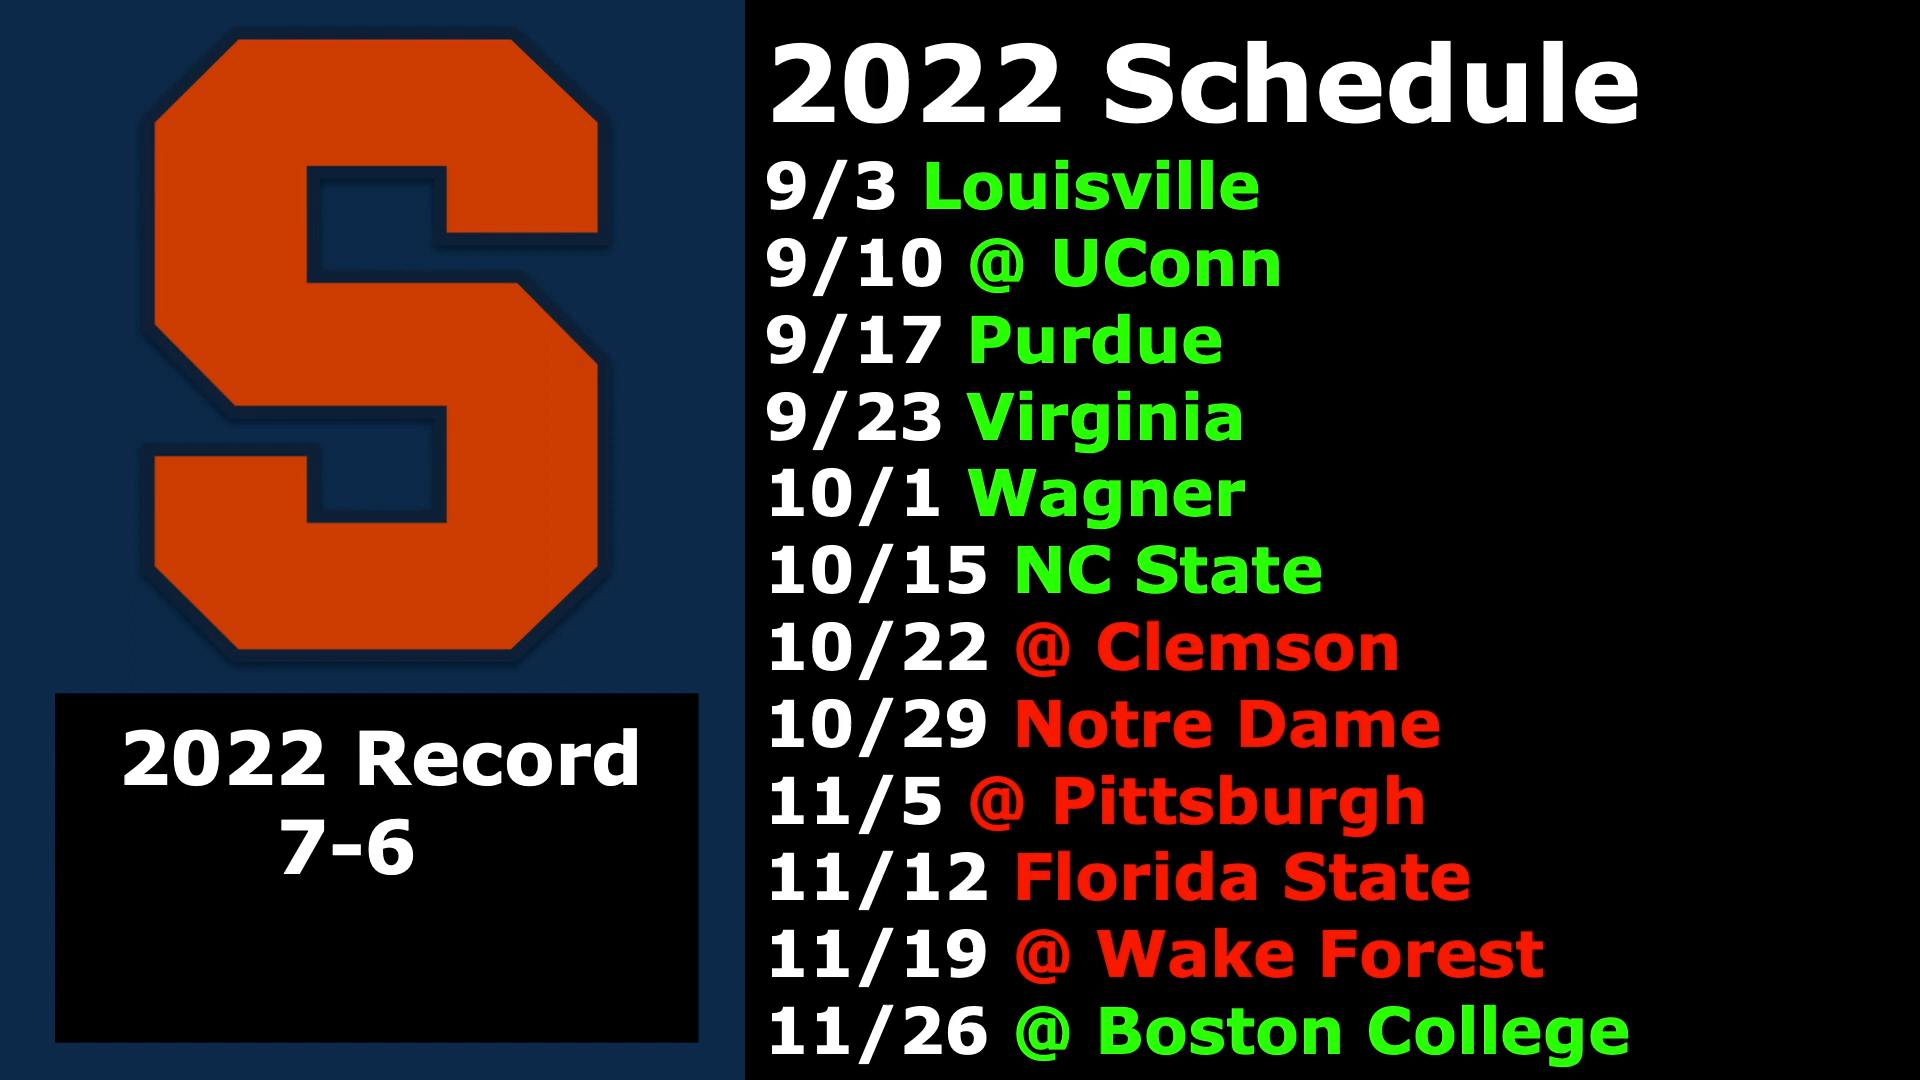 S
2022 Record
7-6
2022 Schedule
9/3 Louisville
9/10 @ UConn
9/17 Purdue
9/23 Virginia
10/1 Wagner
10/15 NC State
10/22 @ Clemson
10/29 Notre Dame
11/5 @ Pittsburgh
11/12 Florida State
11/19 @ Wake Forest
11/26 @ Boston College